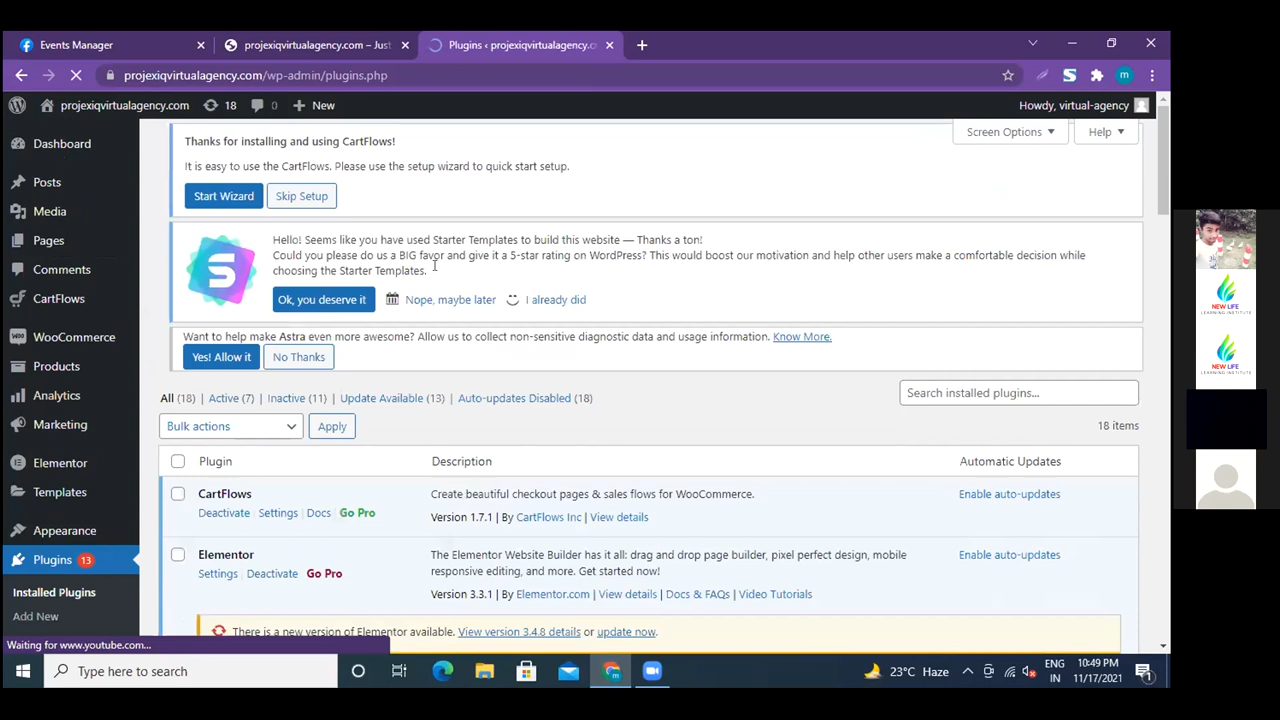 Events Manager
projexiqvirtualagency.com – Just
Plugins ‹ projexiqvirtualagency.c
projexiqvirtualagency.com/wp-admin/plugins.php
m
projexiqvirtualagency.com 18 0 New
Howdy, virtual-agency
Dashboard
Posts
Media
Pages
Comments
CartFlows
WooCommerce
Products
Analytics
Marketing
Elementor
Templates
Appearance
Plugins 13
Installed Plugins
Add New
Screen Options
Help
Thanks for installing and using CartFlows!
It is easy to use the CartFlows. Please use the setup wizard to quick start setup.
Start Wizard Skip Setup
Hello! Seems like you have used Starter Templates to build this website — Thanks a ton!
Could you please do us a BIG favor and give it a 5-star rating on WordPress? This would boost our motivation and help other users make a comfortable decision while
choosing the Starter Templates.
Ok, you deserve it Nope, maybe later I already did
Want to help make Astra even more awesome? Allow us to collect non-sensitive diagnostic data and usage information. Know More.
Yes! Allow it No Thanks
All (18) | Active (7) | Inactive (11) | Update Available (13) | Auto-updates Disabled (18)
Search installed plugins...
Bulk actions Apply
18 items
Plugin Description Automatic Updates
CartFlows Create beautiful checkout pages & sales flows for WooCommerce. Enable auto-updates
Deactivate | Settings | Docs | Go Pro Version 1.7.1 | By CartFlows Inc | View details
Elementor The Elementor Website Builder has it all: drag and drop page builder, pixel perfect design, mobile Enable auto-updates
Settings | Deactivate | Go Pro responsive editing, and more. Get started now!
Version 3.3.1 | By Elementor.com | View details | Docs & FAQs | Video Tutorials
There is a new version of Elementor available. View version 3.4.8 details or update now.
Waiting for www.youtube.com...
Type here to search
23°C Haze
ENG
IN
10:49 PM
11/17/2021
1
NEW LIFE
LEARNING INSTITUTE
NEW LIFE
LEARNING INSTITUTE